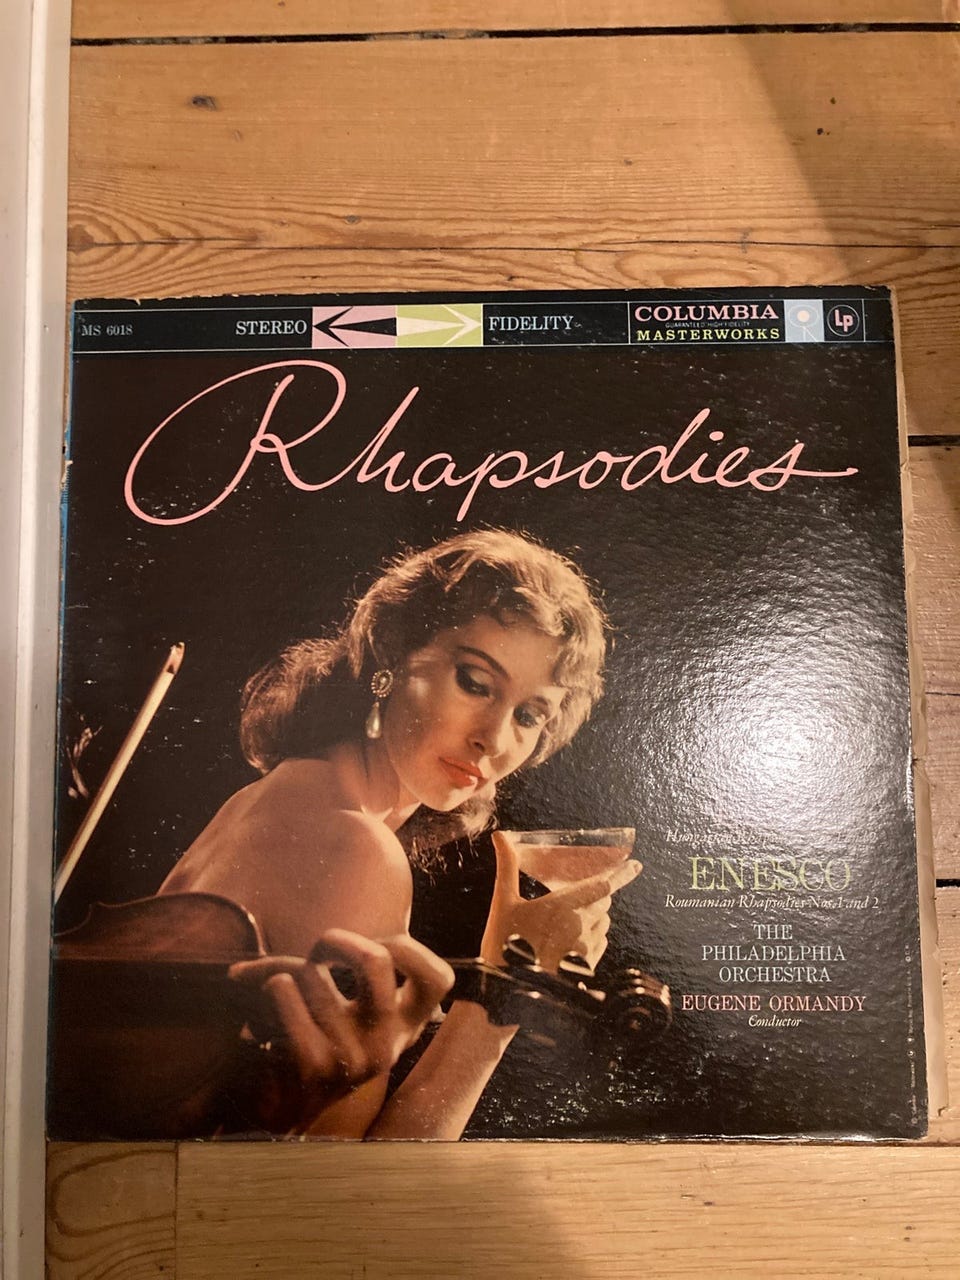 MS 6018
STEREO
FIDELITY
COLUMBIA
GUARANTEED HIGH FIDELITY
MASTERWORKS
Lp
Rhapsodies
ENESCO
Roumanian Rhapsodies Nos. 1 and 2
THE
PHILADELPHIA
ORCHESTRA
EUGENE ORMANDY
Conductor